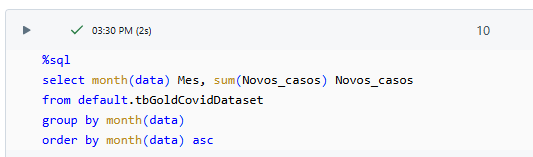 03:30 PM (2s)
10
%sql
select month(data) Mes, sum(Novos_casos) Novos_casos
from default.tbGoldCovidDataset
group by month(data)
order by month(data) asc